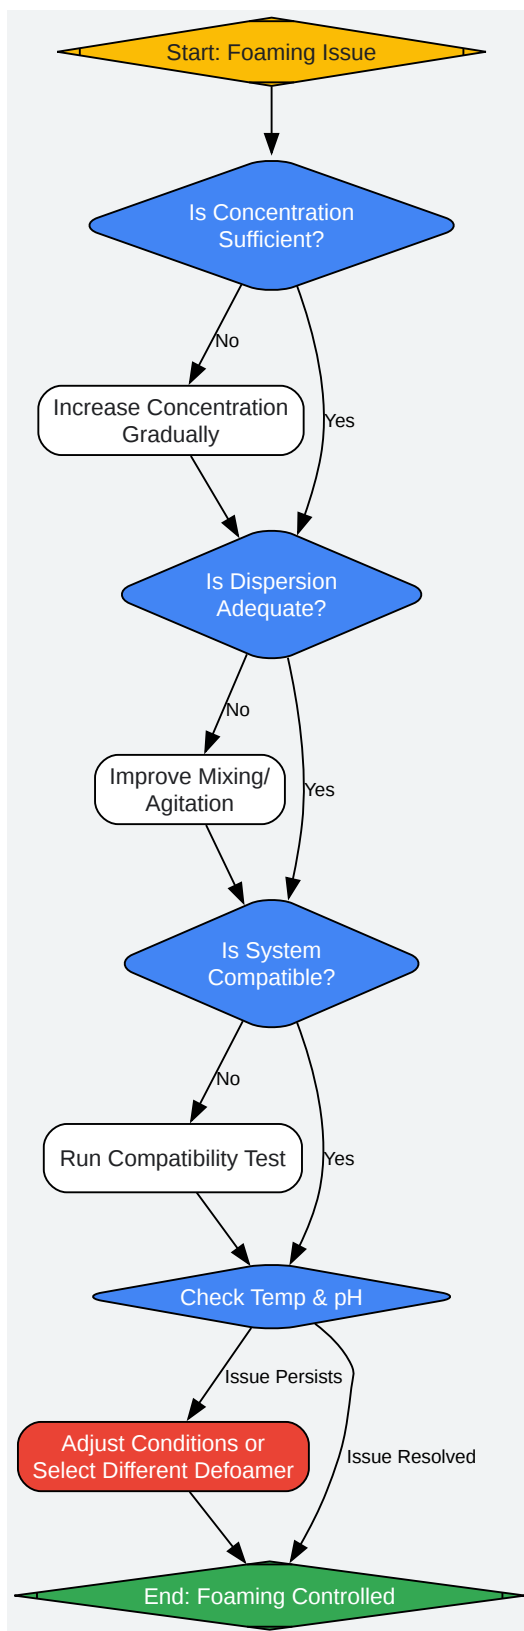 Start: Foaming Issue
Is Concentration
Sufficient?
No
Increase Concentration
Gradually
Yes
Is Dispersion
Adequate?
No
Improve Mixing/
Agitation
Yes
Is System
Compatible?
No
Run Compatibility Test
Yes
Check Temp & pH
Issue Persists
Adjust Conditions or
Select Different Defoamer
Issue Resolved
End: Foaming Controlled